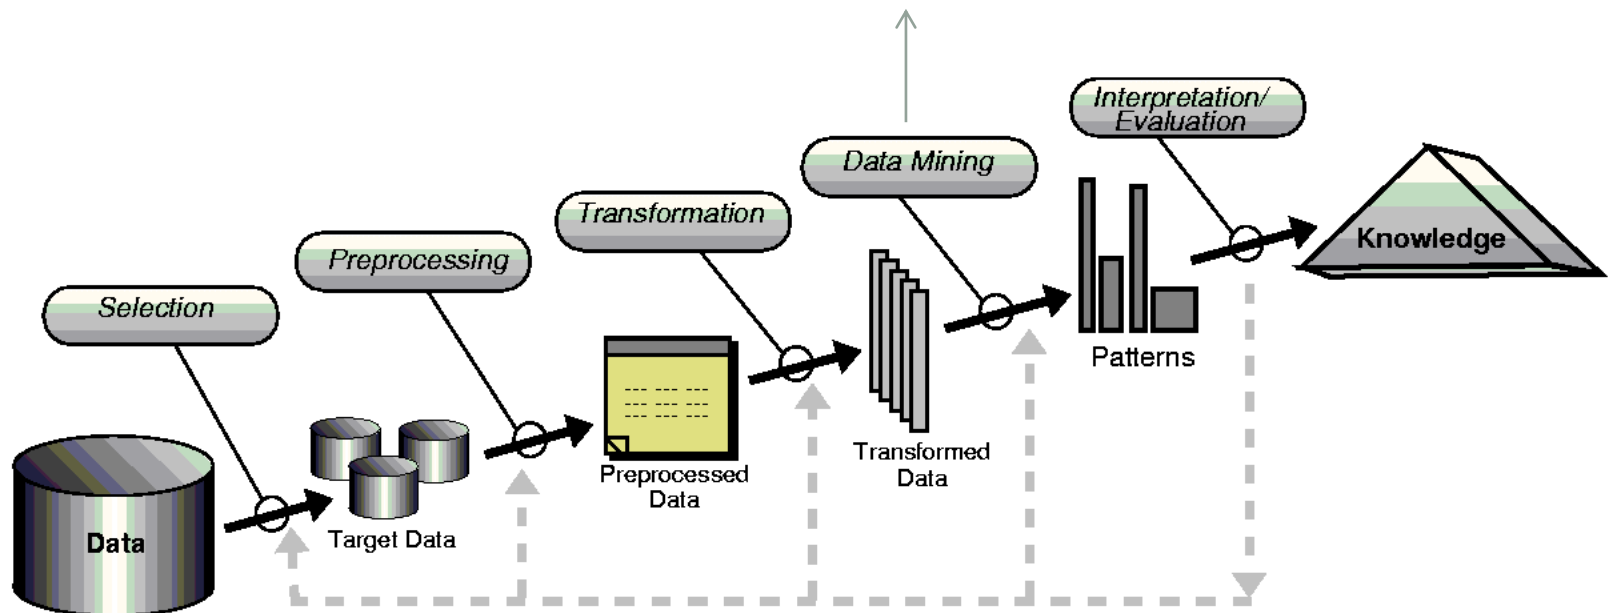 Interpretation/
Evaluation
Data Mining
Transformation
Preprocessing
Selection
Knowledge
Patterns
Transformed
Data
Preprocessed
Data
Target Data
Data